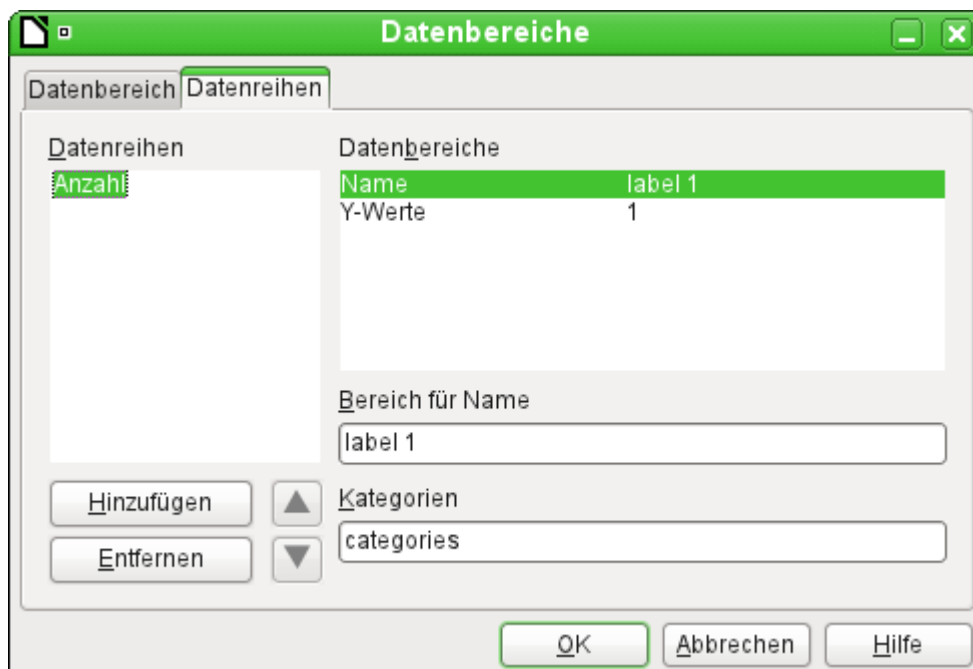 Datenbereiche
Datenbereich Datenreihen
Datenreihen
Anzahl
Hinzufügen
Entfernen
Datenbereiche
Name label 1
Y-Werte 1
Bereich für Name
label 1
Kategorien
categories
OK Abbrechen Hilfe